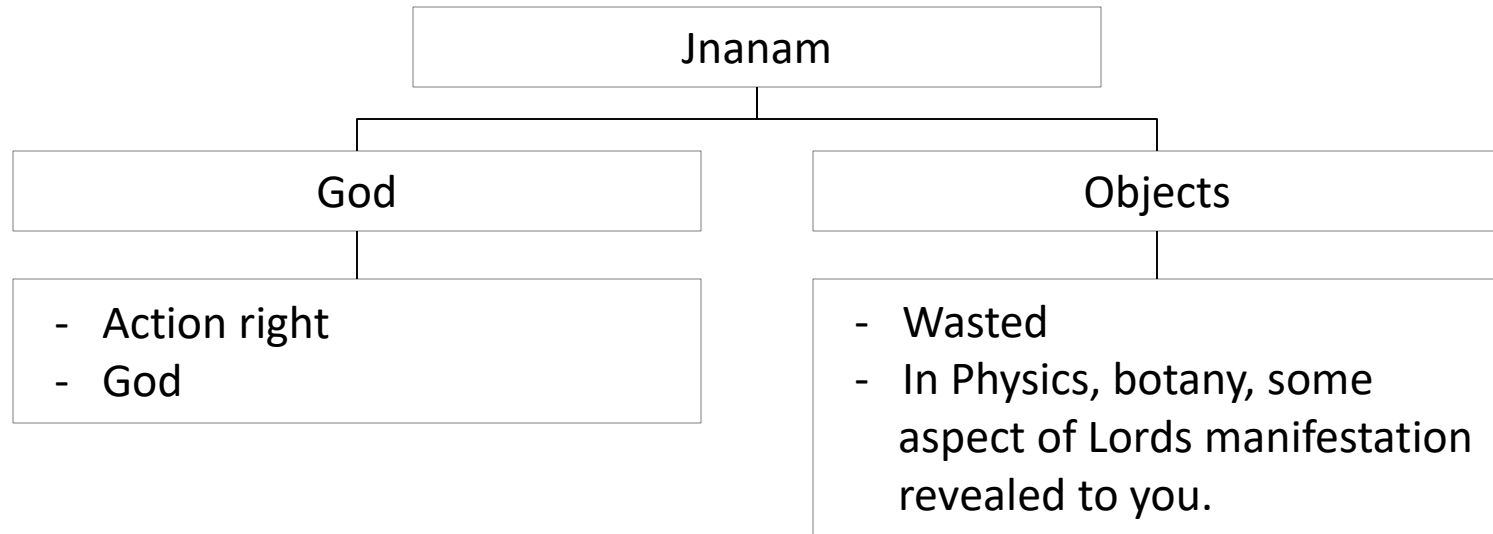 Jnanam
God
Objects
- Action right
- God
- Wasted
- In Physics, botany, some
aspect of Lords manifestation
revealed to you.